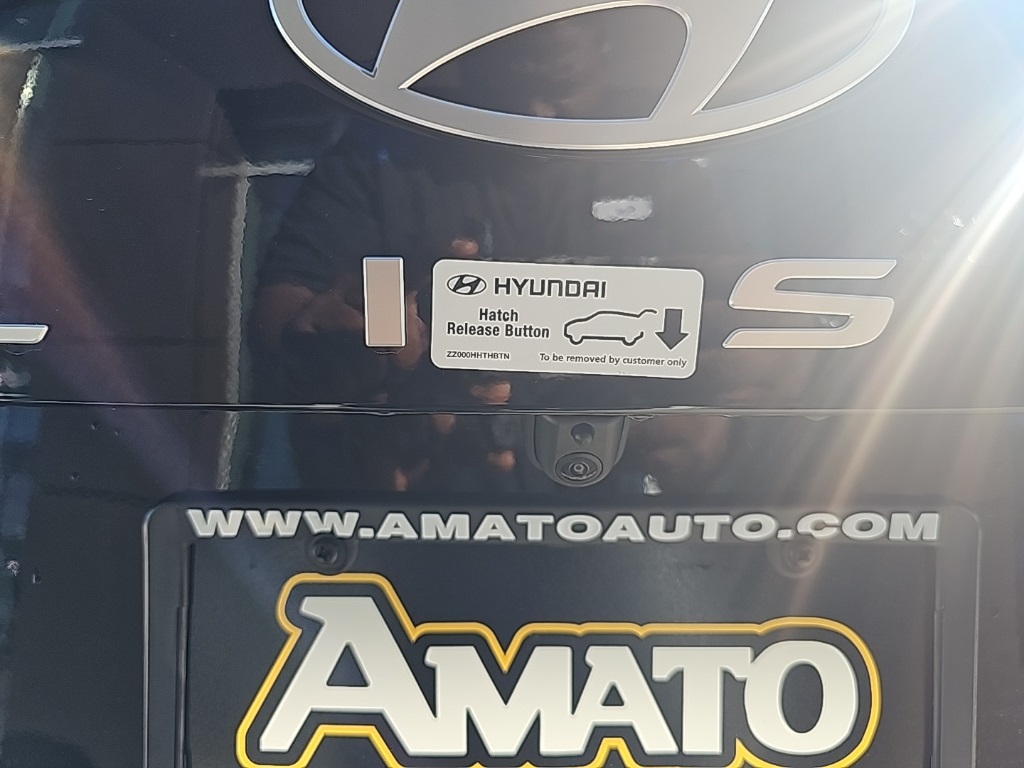 I S
HYUNDAI
Hatch
Release Button
ZZ000HHTHBTN To be removed by customer only
WWW.AMATOAUTO.COM
AMATO